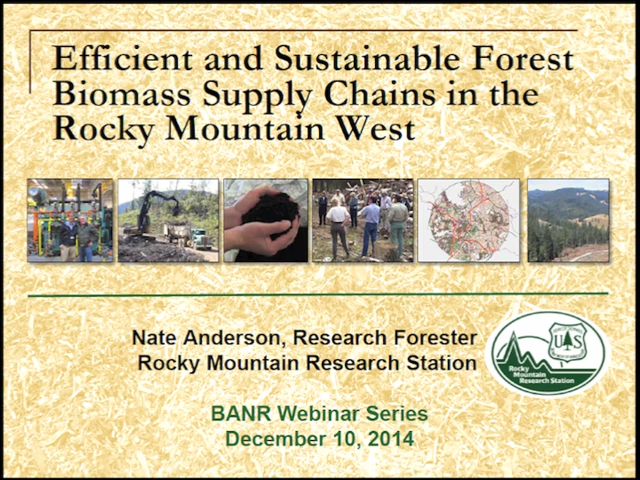 Efficient and Sustainable Forest
Biomass Supply Chains in the
Rocky Mountain West
Nate Anderson, Research Forester
Rocky Mountain Research Station
U S
Rocky
Mountain
Research Station
BANR Webinar Series
December 10, 2014